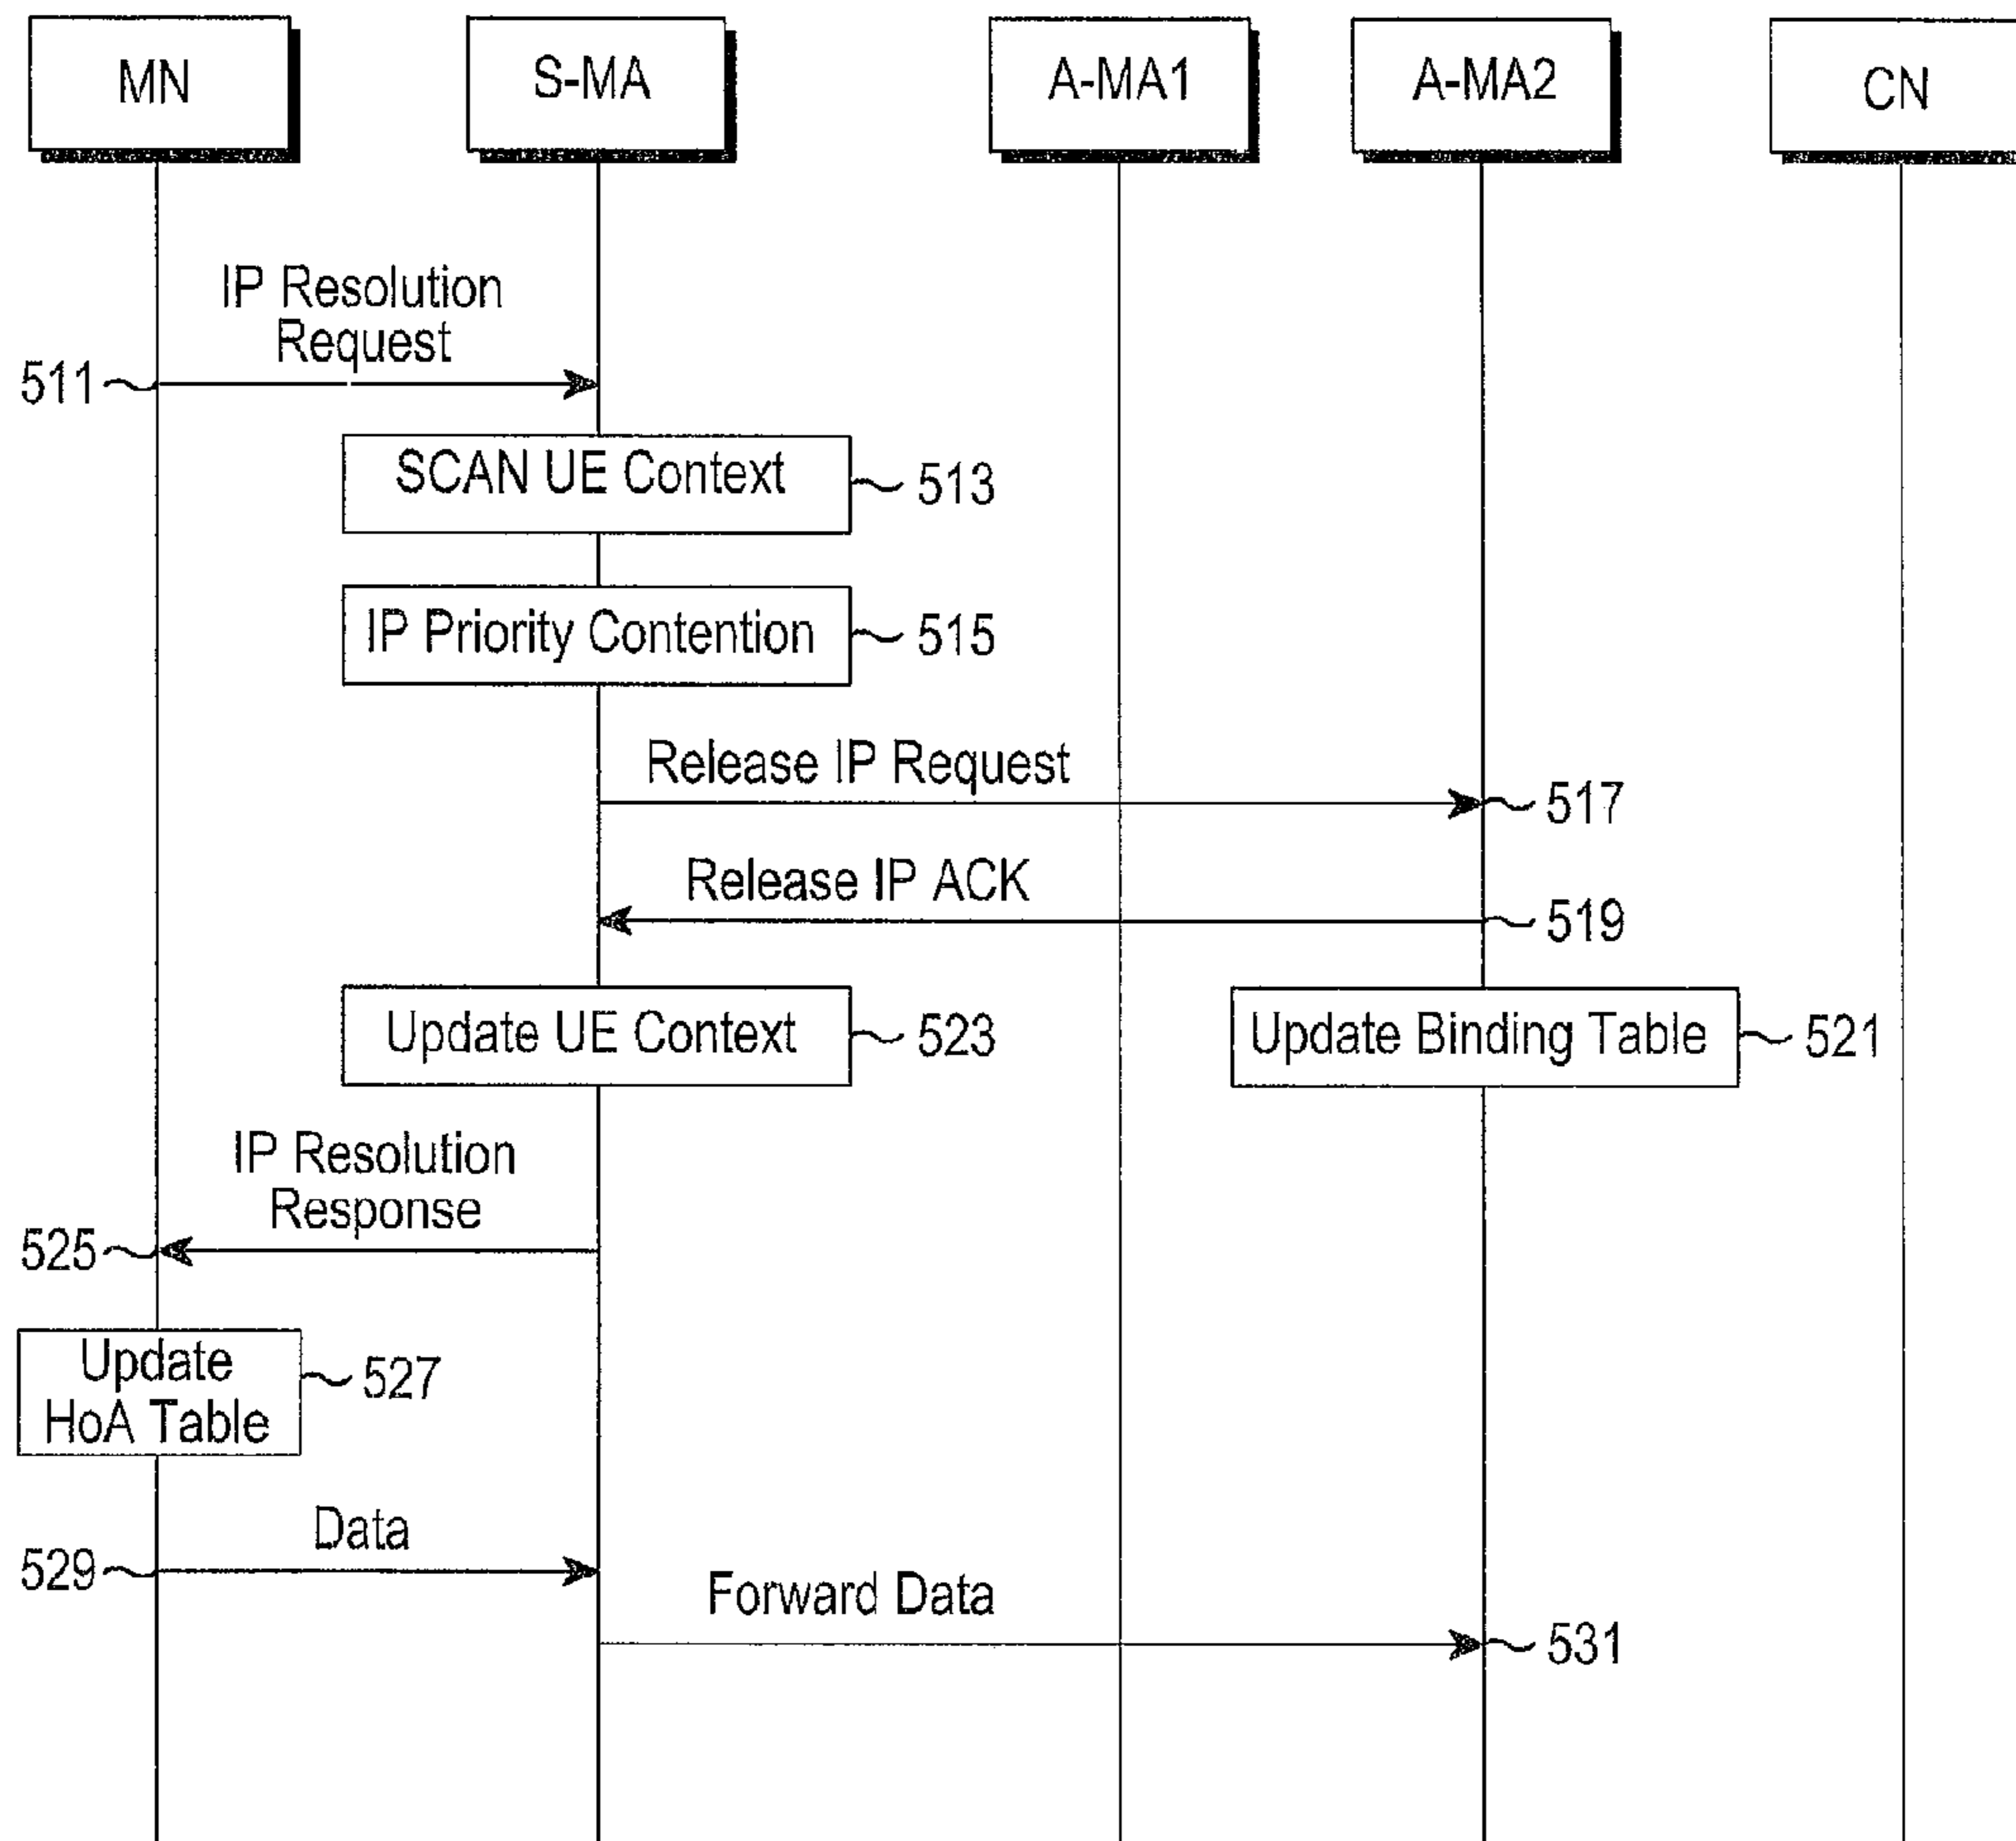 MN
S-MA
A-MA1
A-MA2
CN
IP Resolution
Request
511
SCAN UE Context
513
IP Priority Contention
515
Release IP Request
517
Release IP ACK
519
Update UE Context
523
Update Binding Table
521
IP Resolution
Response
525
Update
HoA Table
527
Data
529
Forward Data
531